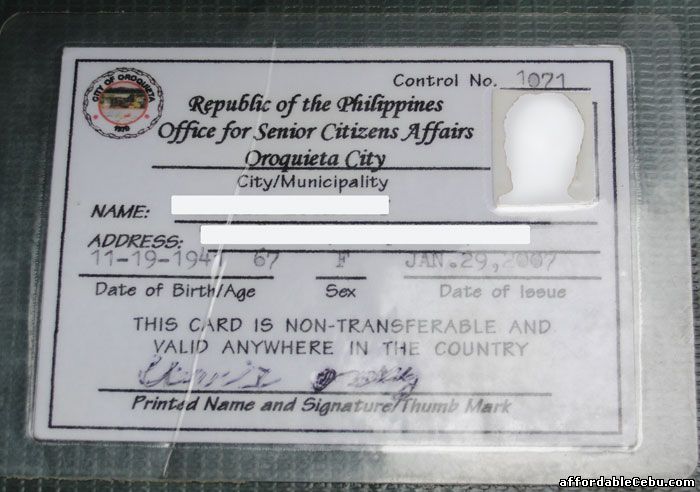 Control No. 1071
CITY OF OROQUIETA
1970
Republic of the Philippines
Office for Senior Citizens Affairs
Oroquieta City
City/Municipality
NAME:
ADDRESS:
11-19-194 67 F JAN.29,2007
Date of Birth/Age Sex Date of Issue
THIS CARD IS NON-TRANSFERABLE AND
VALID ANYWHERE IN THE COUNTRY
Printed Name and Signature/Thumb Mark
affordableCebu.com